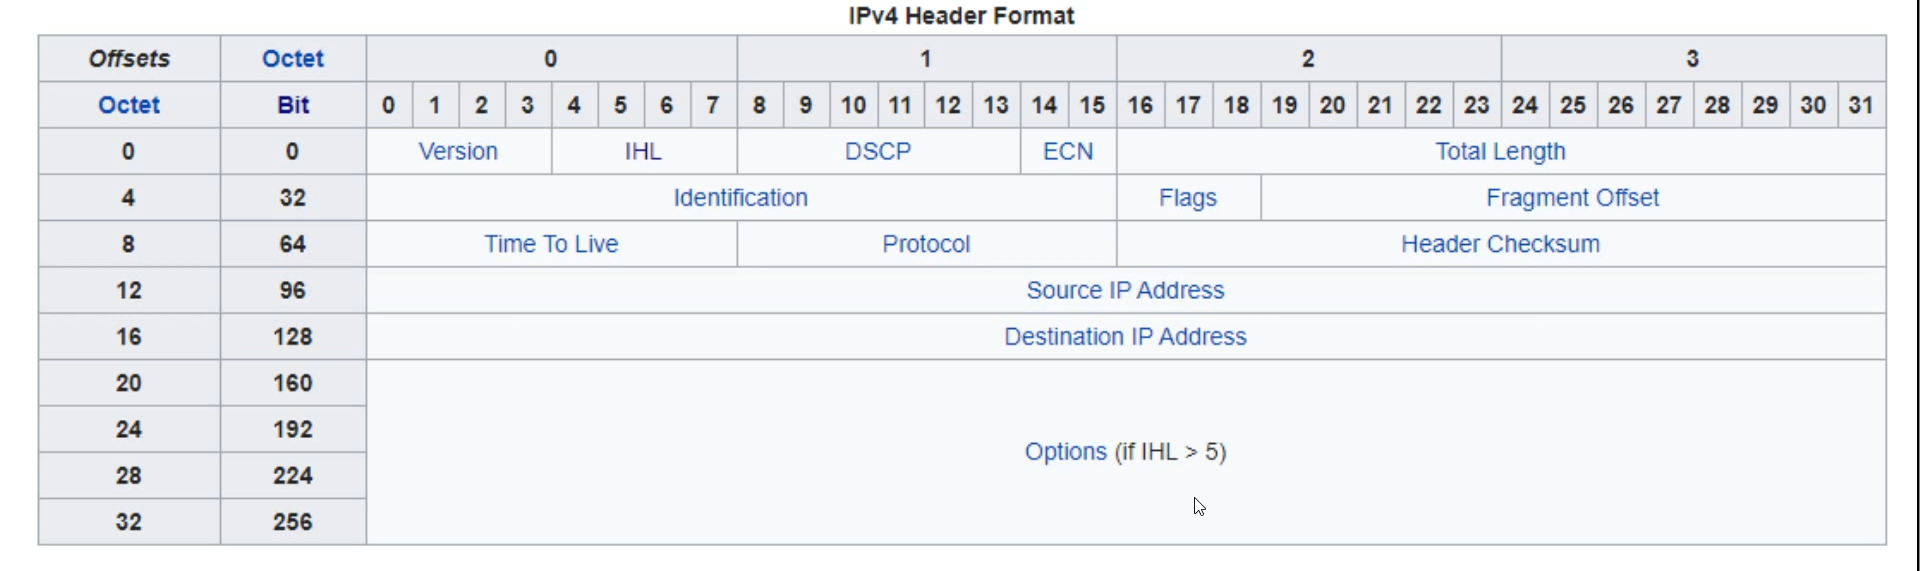 IPv4 Header Format
Offsets Octet 0 1 2 3
Octet Bit 0 1 2 3 4 5 6 7 8 9 10 11 12 13 14 15 16 17 18 19 20 21 22 23 24 25 26 27 28 29 30 31
0 0 Version IHL DSCP ECN Total Length
4 32 Identification Flags Fragment Offset
8 64 Time To Live Protocol Header Checksum
12 96 Source IP Address
16 128 Destination IP Address
20 160
24 192
Options (if IHL > 5)
28 224
32 256